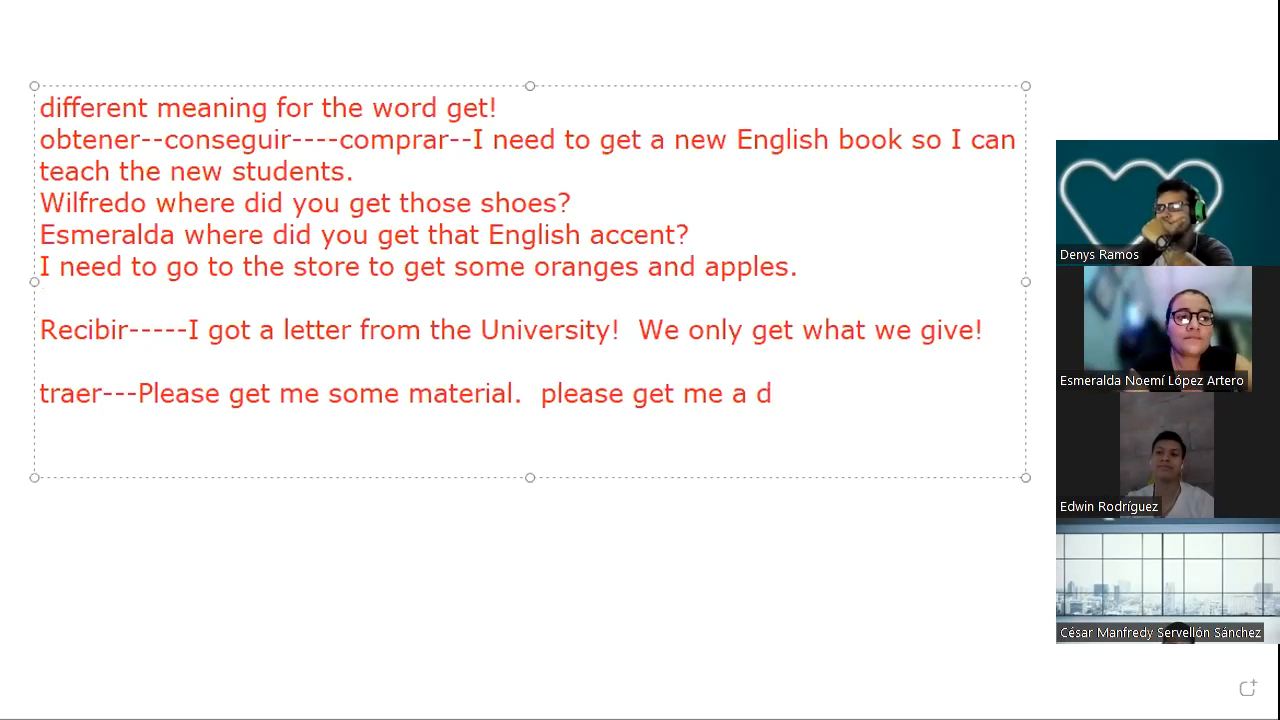 different meaning for the word get!
obtener--conseguir----comprar--I need to get a new English book so I can
teach the new students.
Wilfredo where did you get those shoes?
Esmeralda where did you get that English accent?
I need to go to the store to get some oranges and apples.
Recibir-----I got a letter from the University!  We only get what we give!
traer---Please get me some material.  please get me a d
Denys Ramos
Esmeralda Noemí López Artero
Edwin Rodríguez
César Manfredy Servellón Sánchez